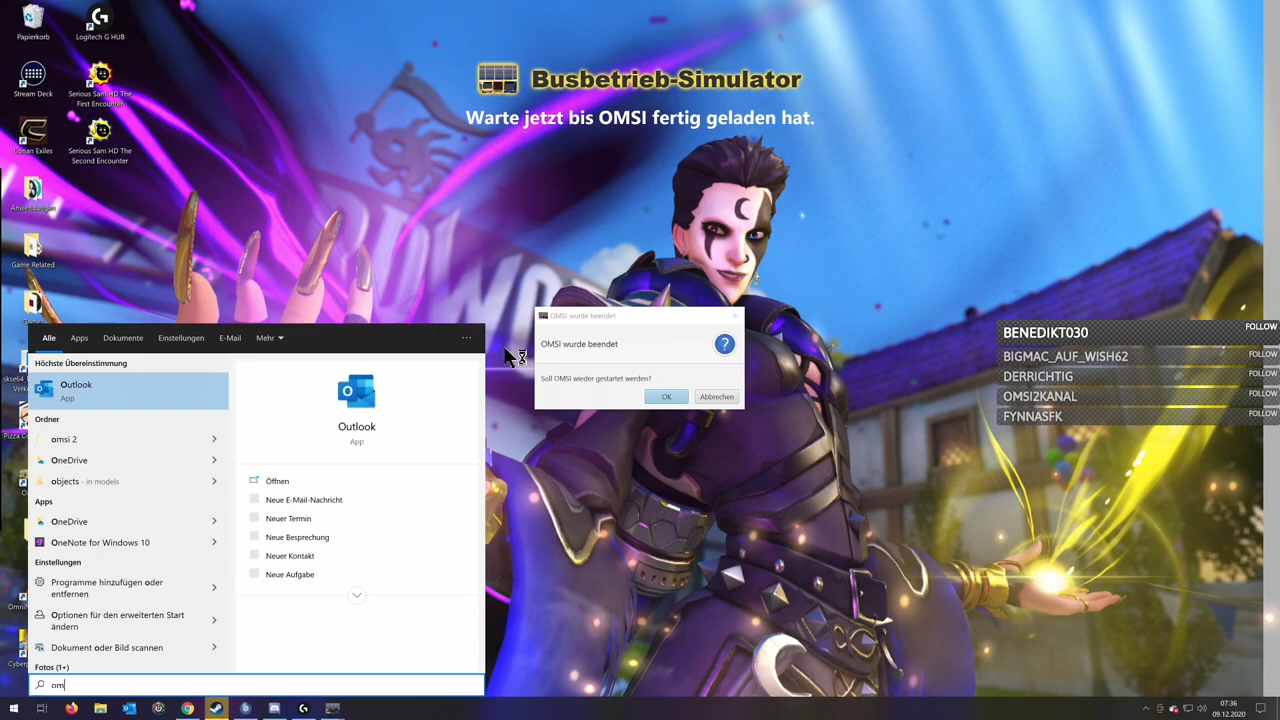 Papierkorb
Logitech G HUB
Stream Deck
Serious Sam HD The
First Encounter
Conan Exiles
Serious Sam HD The
Second Encounter
Anwendungen
Game Related
Busbetrieb-Simulator
Warte jetzt bis OMSI fertig geladen hat.
OMSI wurde beendet
OMSI wurde beendet
?
Soll OMSI wieder gestartet werden?
OK
Abbrechen
BENEDIKT030
FOLLOW
BIGMAC_AUF_WISH62
FOLLOW
DERRICHTIG
FOLLOW
OMSI2KANAL
FOLLOW
FYNNASFK
FOLLOW
Alle
Apps
Dokumente
Einstellungen
E-Mail
Mehr
Höchste Übereinstimmung
Outlook
App
Ordner
omsi 2
OneDrive
objects - in models
Apps
OneDrive
OneNote for Windows 10
Einstellungen
Programme hinzufügen oder
entfernen
Optionen für den erweiterten Start
ändern
Dokument oder Bild scannen
Fotos (1+)
om
Outlook
App
Öffnen
Neue E-Mail-Nachricht
Neuer Termin
Neue Besprechung
Neuer Kontakt
Neue Aufgabe
07:36
09.12.2020